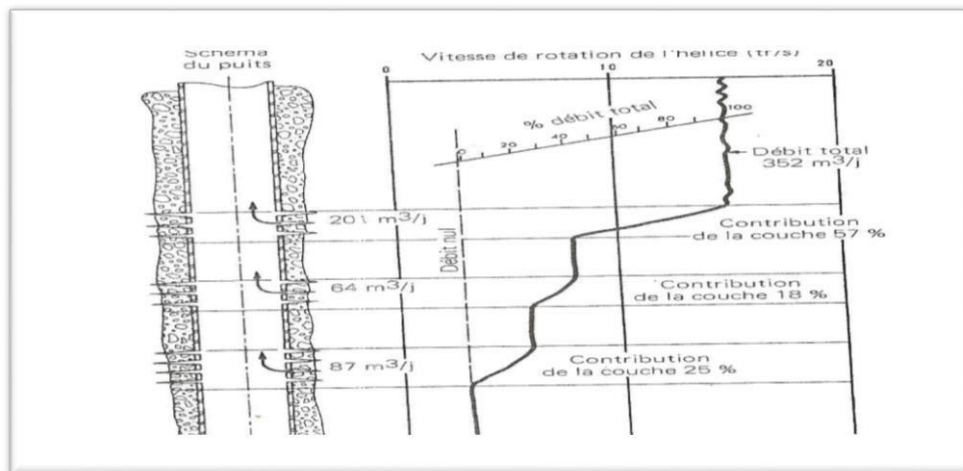 Schema
du puits
Vitesse de rotation de l'helice (tr/s)
0
10
20
% débit total
0
20
40
60
80
100
Débit total
352 m³/j
201 m³/j
Contribution
de la couche 57 %
Débit nul
64 m³/j
Contribution
de la couche 18 %
87 m³/j
Contribution
de la couche 25 %